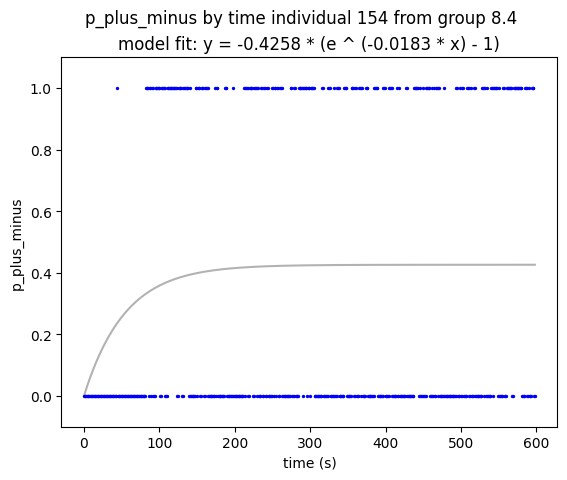 p_plus_minus by time individual 154 from group 8.4
model fit: y = -0.4258 * (e ^ (-0.0183 * x) - 1)
1.0
0.8
0.6
0.4
0.2
0.0
p_plus_minus
0 100 200 300 400 500 600
time (s)